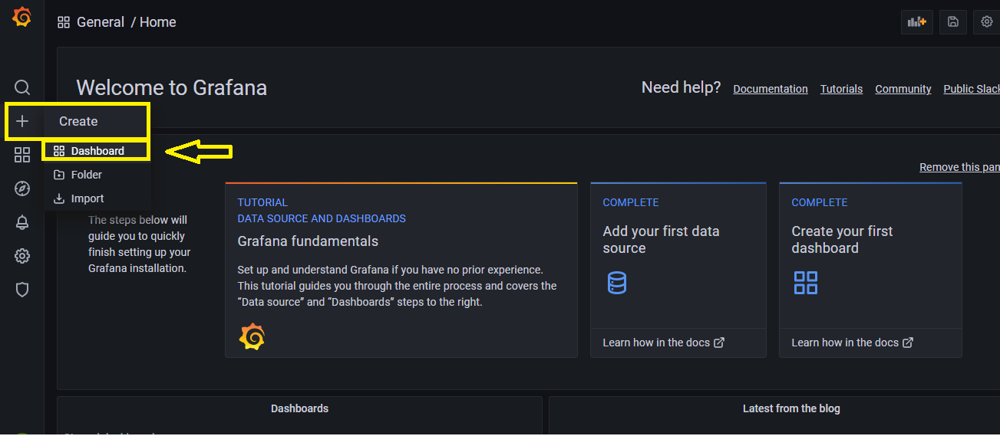 General / Home
Welcome to Grafana
Need help?
Documentation
Tutorials
Community
Public Slack
Create
Dashboard
Folder
Import
Remove this pan
The steps below will
guide you to quickly
finish setting up your
Grafana installation.
TUTORIAL
DATA SOURCE AND DASHBOARDS
Grafana fundamentals
Set up and understand Grafana if you have no prior experience.
This tutorial guides you through the entire process and covers the
“Data source” and “Dashboards” steps to the right.
COMPLETE
Add your first data
source
Learn how in the docs
COMPLETE
Create your first
dashboard
Learn how in the docs
Dashboards
Latest from the blog